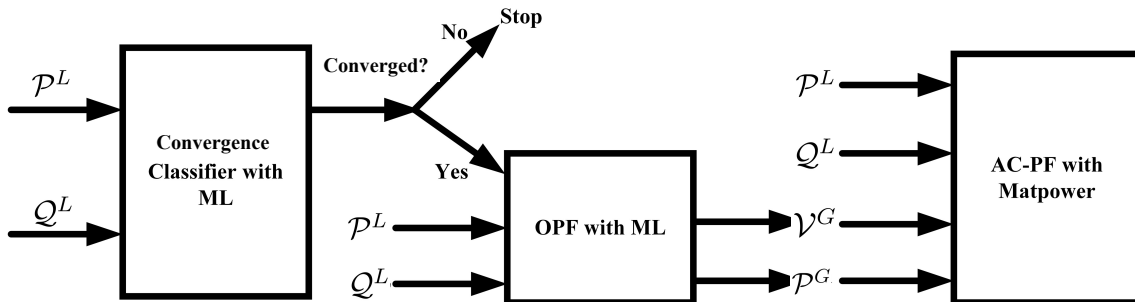 No
Stop
Converged?
Yes
𝒫^L
𝒬^L
Convergence
Classifier with
ML
𝒫^L
𝒬^L
OPF with ML
𝒫^L
𝒬^L
𝒱^G
𝒫^G
AC-PF with
Matpower